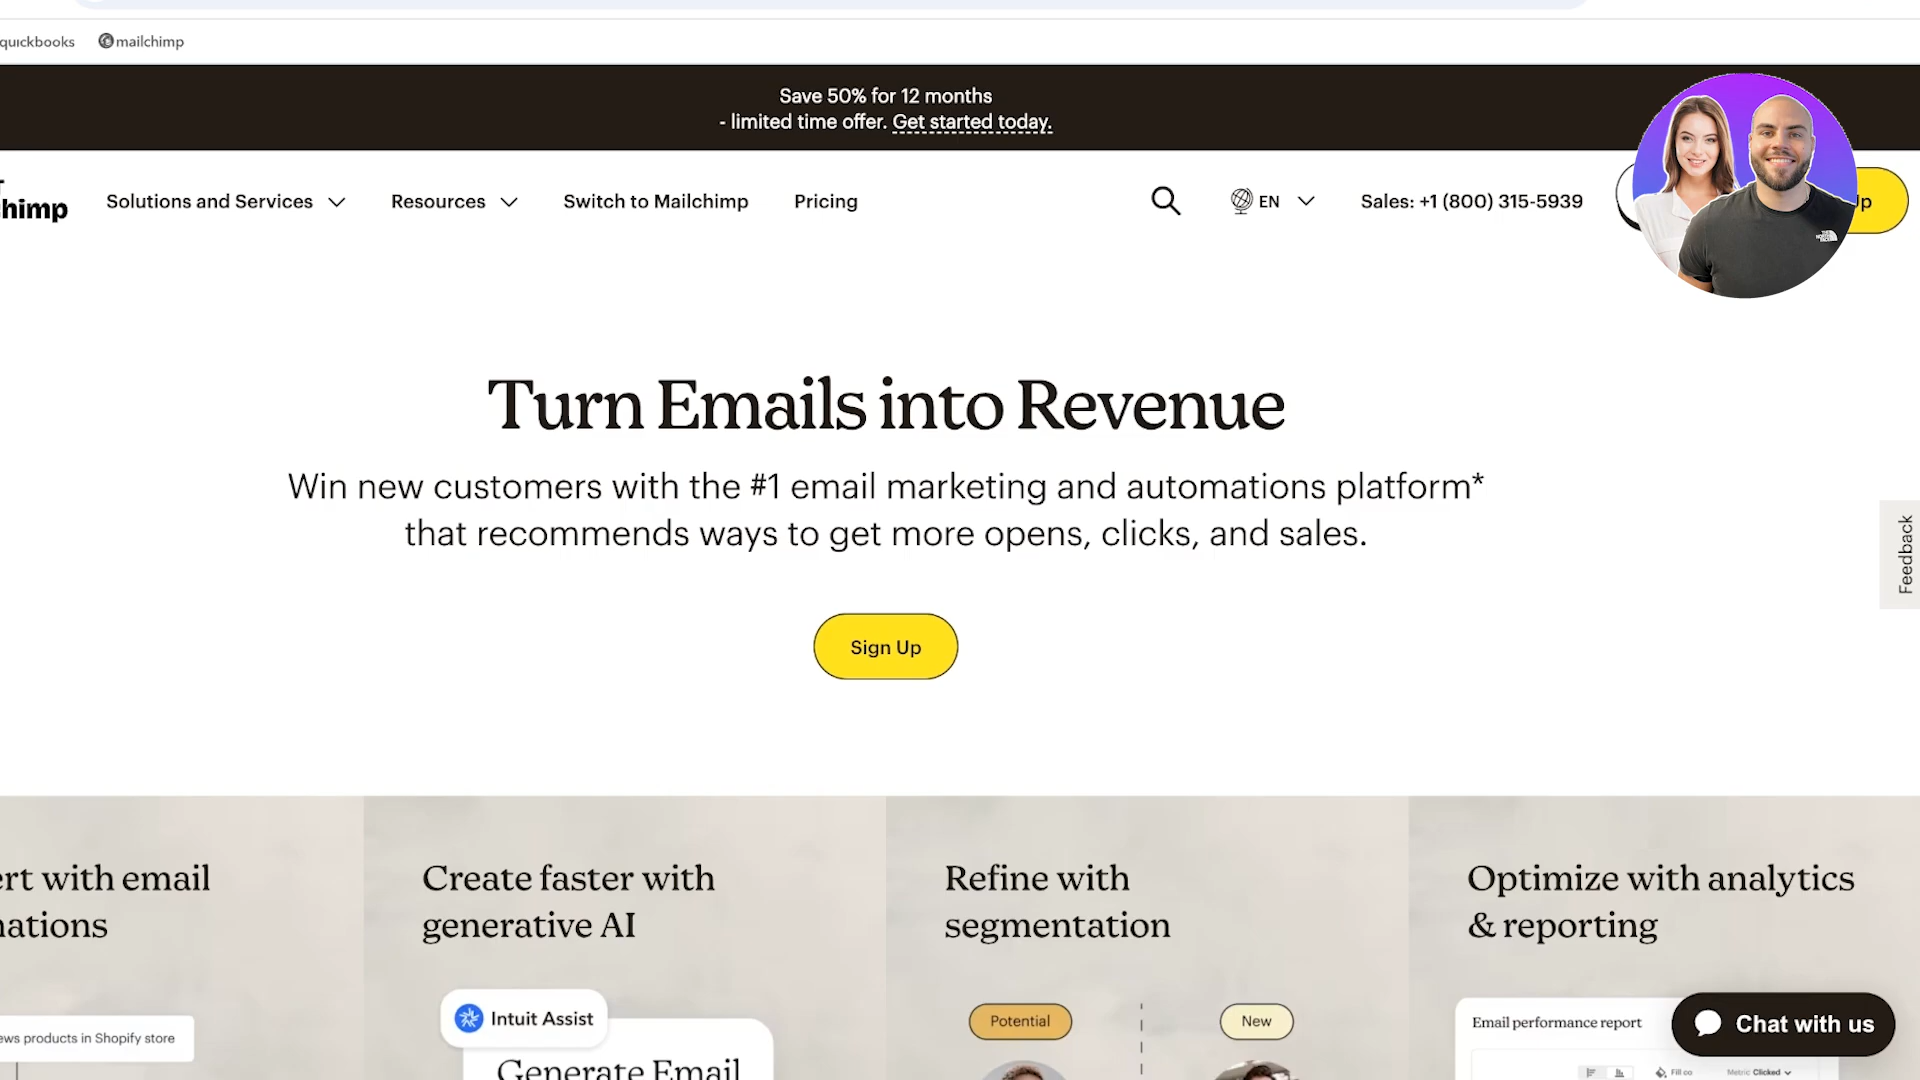 quickbooks
mailchimp
Save 50% for 12 months
- limited time offer. Get started today.
Solutions and Services
Resources
Switch to Mailchimp
Pricing
EN
Sales: +1 (800) 315-5939
Turn Emails into Revenue
Win new customers with the #1 email marketing and automations platform*
that recommends ways to get more opens, clicks, and sales.
Sign Up
Feedback
with email
Create faster with
generative AI
Refine with
segmentation
Optimize with analytics
& reporting
products in Shopify store
Intuit Assist
Generate Email
Potential
New
Email performance report
Metric Clicked
Chat with us